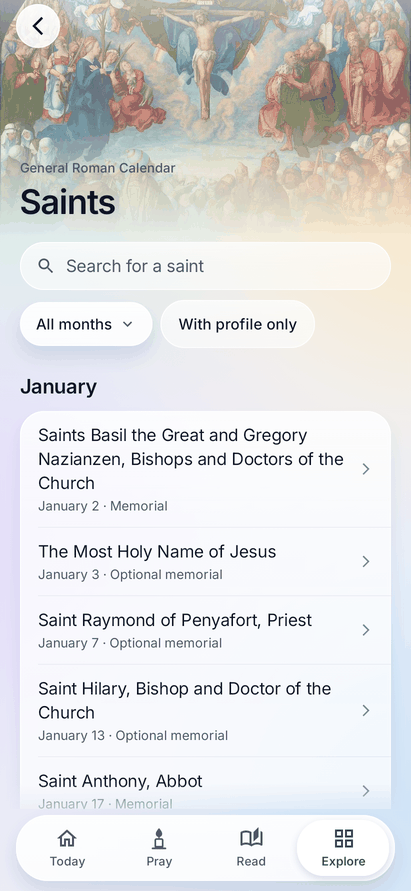 General Roman Calendar
Saints
Search for a saint
All months
With profile only
January
Saints Basil the Great and Gregory
Nazianzen, Bishops and Doctors of the
Church
January 2 · Memorial
The Most Holy Name of Jesus
January 3 · Optional memorial
Saint Raymond of Penyafort, Priest
January 7 · Optional memorial
Saint Hilary, Bishop and Doctor of the
Church
January 13 · Optional memorial
Saint Anthony, Abbot
January 17 · Memorial
Today
Pray
Read
Explore